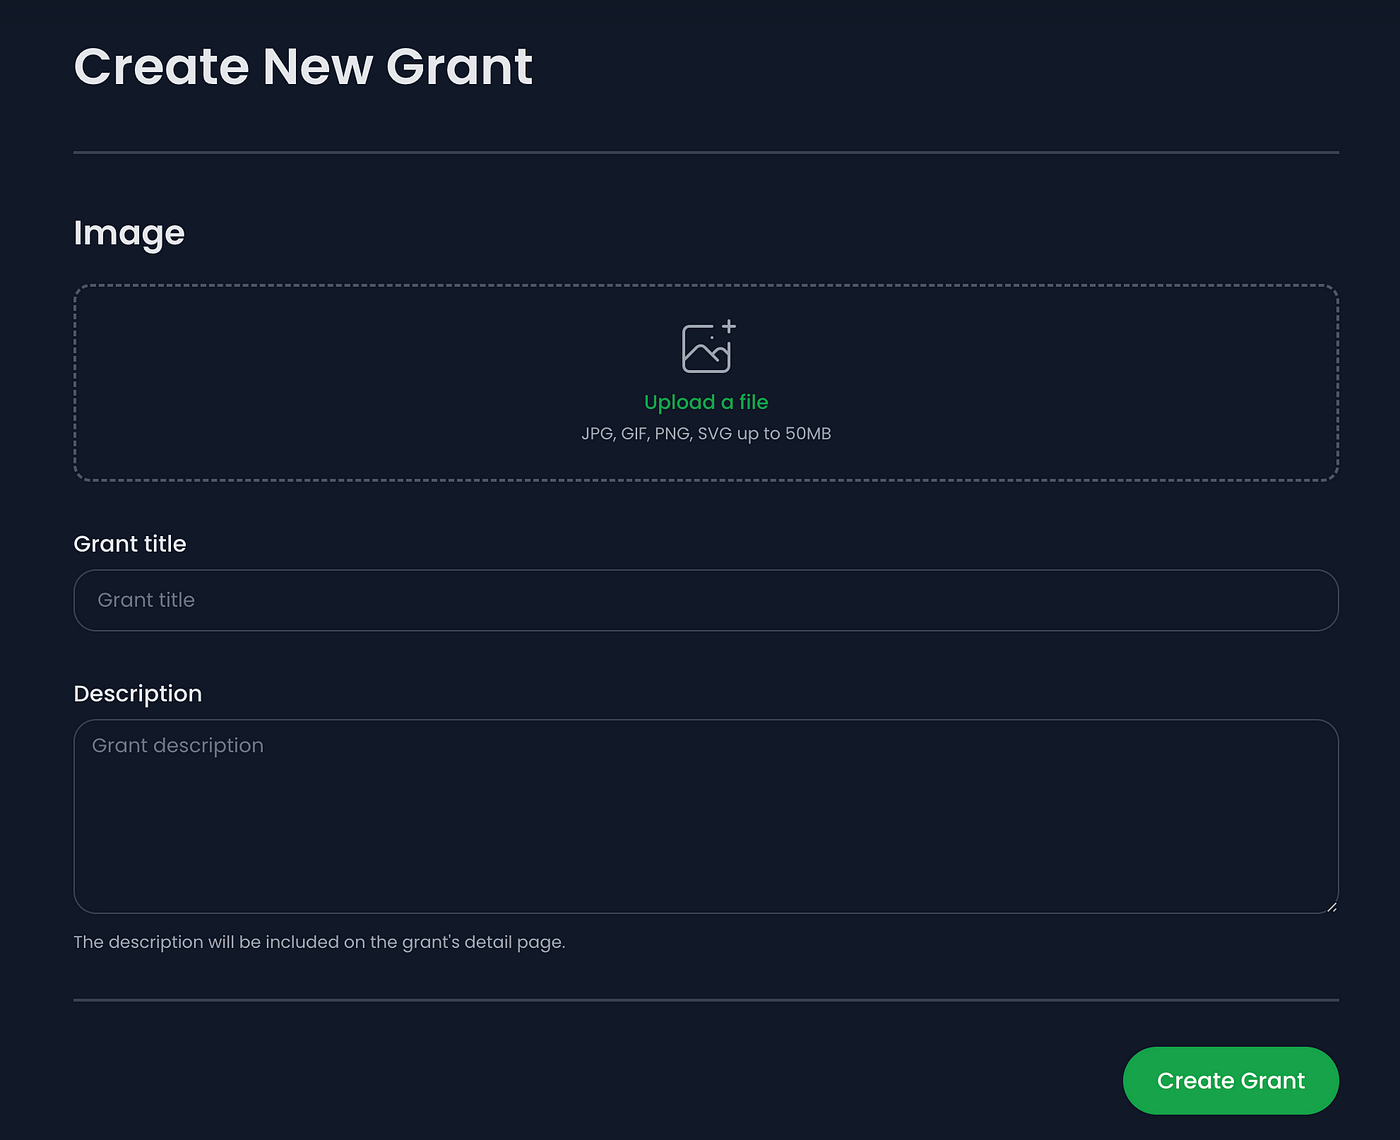 Create New Grant
Image
Upload a file
JPG, GIF, PNG, SVG up to 50MB
Grant title
Grant title
Description
Grant description
The description will be included on the grant's detail page.
Create Grant